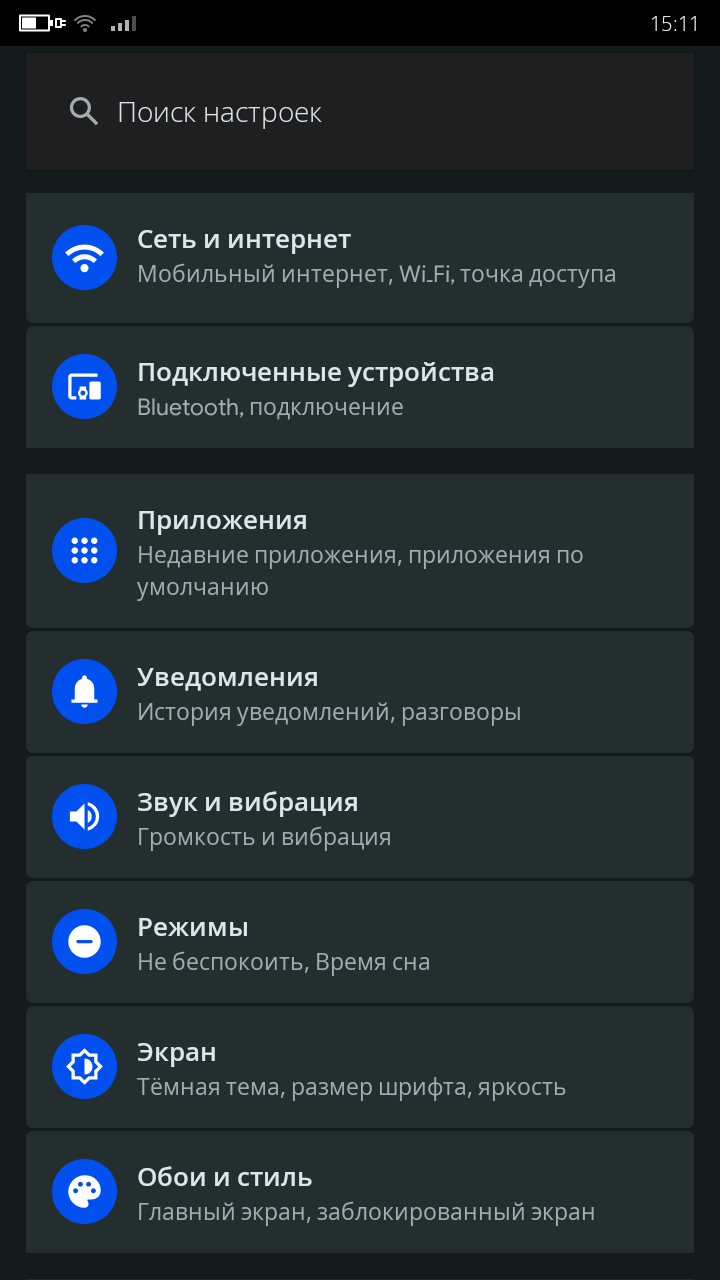 15:11
Поиск настроек
Сеть и интернет
Мобильный интернет, Wi-Fi, точка доступа
Подключенные устройства
Bluetooth, подключение
Приложения
Недавние приложения, приложения по
умолчанию
Уведомления
История уведомлений, разговоры
Звук и вибрация
Громкость и вибрация
Режимы
Не беспокоить, Время сна
Экран
Тёмная тема, размер шрифта, яркость
Обои и стиль
Главный экран, заблокированный экран